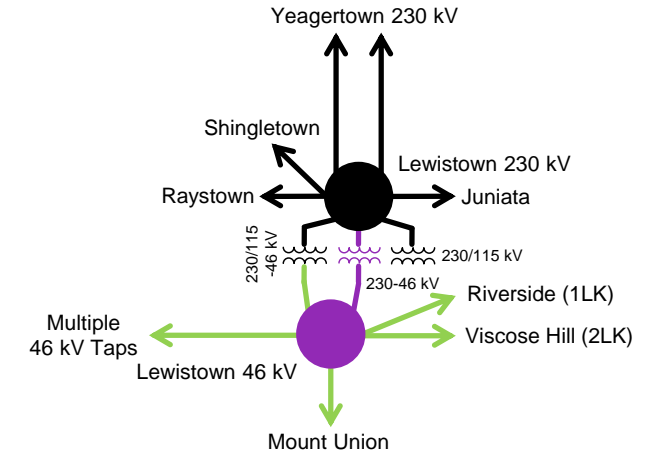 Yeagertown 230 kV
Shingletown
Lewistown 230 kV
Raystown
Juniata
230/115
-46 kV
230/115 kV
230-46 kV
Riverside (1LK)
Multiple
46 kV Taps
Viscose Hill (2LK)
Lewistown 46 kV
Mount Union